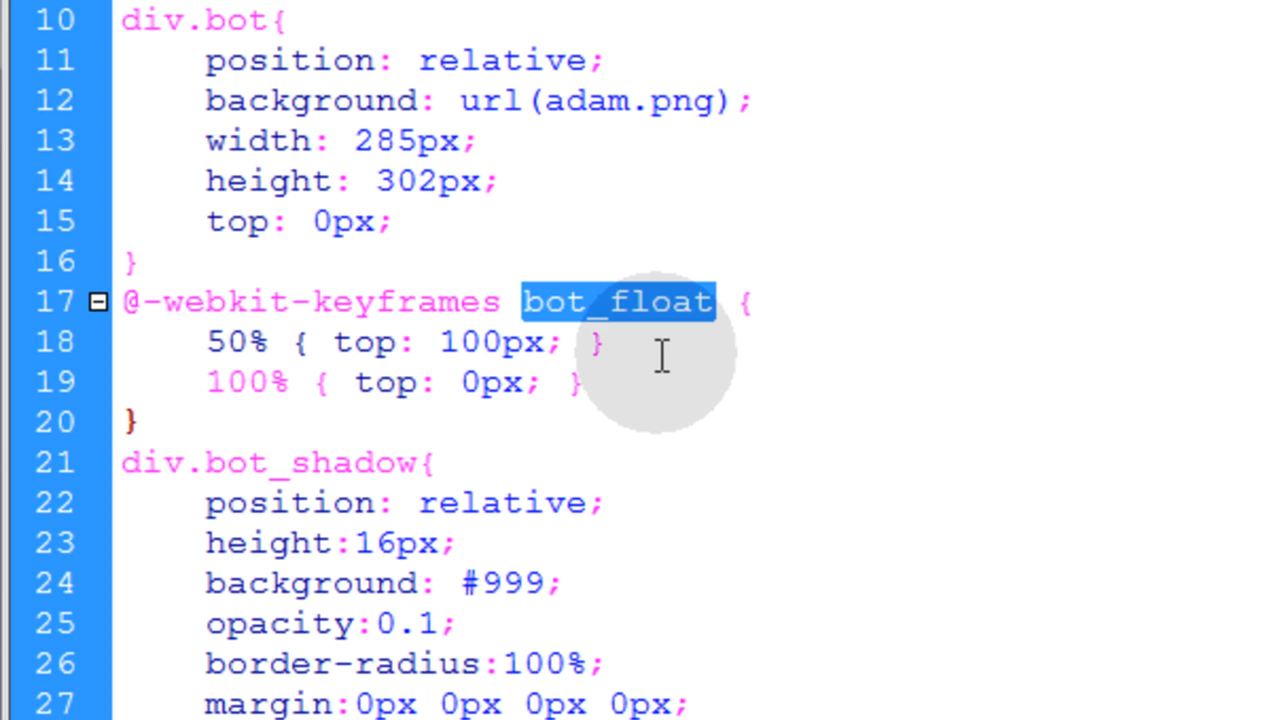 10 div.bot{
11 position: relative;
12 background: url(adam.png);
13 width: 285px;
14 height: 302px;
15 top: 0px;
16 }
17 @-webkit-keyframes bot_float {
18 50% { top: 100px; }
19 100% { top: 0px; }
20 }
21 div.bot_shadow{
22 position: relative;
23 height:16px;
24 background: #999;
25 opacity:0.1;
26 border-radius:100%;
27 margin:0px 0px 0px 0px;